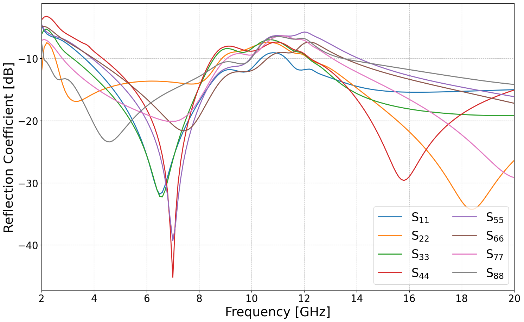 Reflection Coefficient [dB]
−10
−20
−30
−40
2 4 6 8 10 12 14 16 18 20
Frequency [GHz]
S11 S55
S22 S66
S33 S77
S44 S88